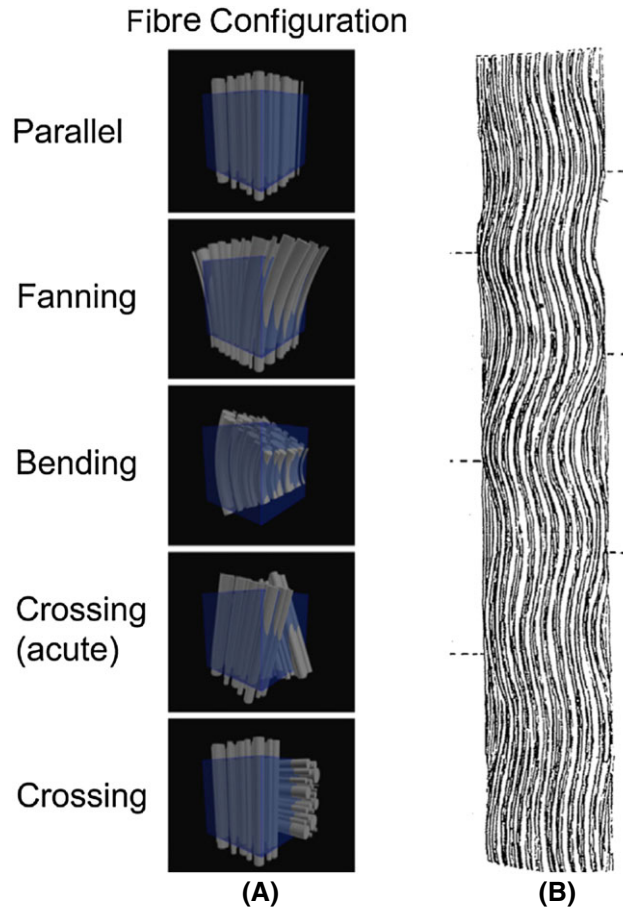 Fibre Configuration
Parallel
Fanning
Bending
Crossing
(acute)
Crossing
(A)
(B)